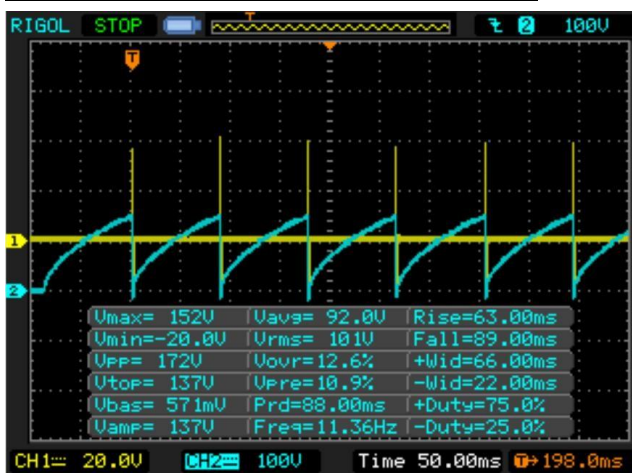 RIGOL STOP T 2 100V
T
1
2
Vmax= 152V Vavg= 92.0V Rise=63.00ms
Vmin=-20.0V Vrms= 101V Fall=89.00ms
Vpp= 172V Vovr=12.6% +Wid=66.00ms
Vtop= 137V Vpre=10.9% -Wid=22.00ms
Vbas= 571mV Prd=88.00ms +Duty=75.0%
Vamp= 137V Freq=11.36Hz -Duty=25.0%
CH1 20.0V CH2 100V Time 50.00ms T→198.0ms